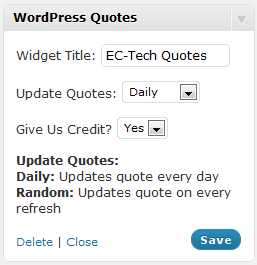 WordPress Quotes
Widget Title: EC-Tech Quotes
Update Quotes: Daily
Give Us Credit? Yes
Update Quotes:
Daily: Updates quote every day
Random: Updates quote on every
refresh
Delete | Close Save